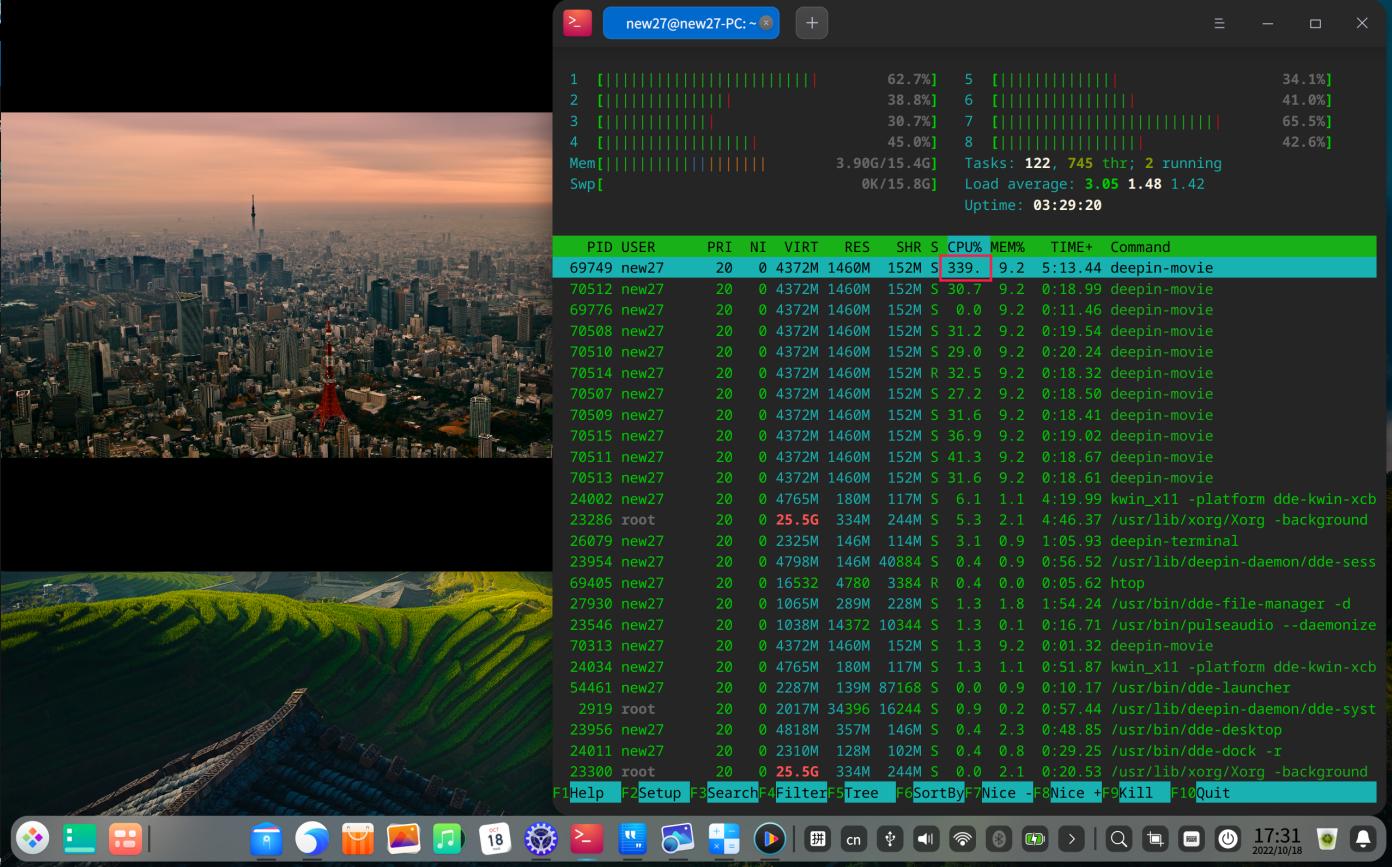 new27@new27-PC: ~
1 [ 62.7%] 5 [ 34.1%]
2 [ 38.8%] 6 [ 41.0%]
3 [ 30.7%] 7 [ 65.5%]
4 [ 45.0%] 8 [ 42.6%]
Mem[ 3.90G/15.4G] Tasks: 122, 745 thr; 2 running
Swp[ 0K/15.8G] Load average: 3.05 1.48 1.42
Uptime: 03:29:20
PID USER PRI NI VIRT RES SHR S CPU% MEM% TIME+ Command
69749 new27 20 0 4372M 1460M 152M S 339. 9.2 5:13.44 deepin-movie
70512 new27 20 0 4372M 1460M 152M S 30.7 9.2 0:18.99 deepin-movie
69776 new27 20 0 4372M 1460M 152M S 0.0 9.2 0:11.46 deepin-movie
70508 new27 20 0 4372M 1460M 152M S 31.2 9.2 0:19.54 deepin-movie
70510 new27 20 0 4372M 1460M 152M S 29.0 9.2 0:20.24 deepin-movie
70514 new27 20 0 4372M 1460M 152M R 32.5 9.2 0:18.32 deepin-movie
70507 new27 20 0 4372M 1460M 152M S 27.2 9.2 0:18.50 deepin-movie
70509 new27 20 0 4372M 1460M 152M S 31.6 9.2 0:18.41 deepin-movie
70515 new27 20 0 4372M 1460M 152M S 36.9 9.2 0:19.02 deepin-movie
70511 new27 20 0 4372M 1460M 152M S 41.3 9.2 0:18.67 deepin-movie
70513 new27 20 0 4372M 1460M 152M S 31.6 9.2 0:18.61 deepin-movie
24002 new27 20 0 4765M 180M 117M S 6.1 1.1 4:19.99 kwin_x11 -platform dde-kwin-xcb
23286 root 20 0 25.5G 334M 244M S 5.3 2.1 4:46.37 /usr/lib/xorg/Xorg -background
26079 new27 20 0 2325M 146M 114M S 3.1 0.9 1:05.93 deepin-terminal
23954 new27 20 0 4798M 146M 40884 S 0.4 0.9 0:56.52 /usr/lib/deepin-daemon/dde-sess
69405 new27 20 0 16532 4780 3384 R 0.4 0.0 0:05.62 htop
27930 new27 20 0 1065M 289M 228M S 1.3 1.8 1:54.24 /usr/bin/dde-file-manager -d
23546 new27 20 0 1038M 14372 10344 S 1.3 0.1 0:16.71 /usr/bin/pulseaudio --daemonize
70313 new27 20 0 4372M 1460M 152M S 1.3 9.2 0:01.32 deepin-movie
24034 new27 20 0 4765M 180M 117M S 1.3 1.1 0:51.87 kwin_x11 -platform dde-kwin-xcb
54461 new27 20 0 2287M 139M 87168 S 0.0 0.9 0:10.17 /usr/bin/dde-launcher
2919 root 20 0 2017M 34396 16244 S 0.9 0.2 0:57.44 /usr/lib/deepin-daemon/dde-syst
23956 new27 20 0 4818M 357M 146M S 0.4 2.3 0:48.85 /usr/bin/dde-desktop
24011 new27 20 0 2310M 128M 102M S 0.4 0.8 0:29.25 /usr/bin/dde-dock -r
23300 root 20 0 25.5G 334M 244M S 0.0 2.1 0:20.53 /usr/lib/xorg/Xorg -background
F1Help F2Setup F3SearchF4FilterF5Tree F6SortByF7Nice -F8Nice +F9Kill F10Quit
OCT
18
拼 cn
17:31
2022/10/18